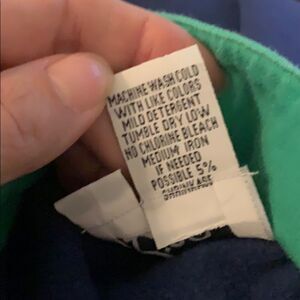 MACHINE WASH COLD
WITH LIKE COLORS
MILD DETERGENT
TUMBLE DRY LOW
NO CHLORINE BLEACH
MEDIUM IRON
IF NEEDED
POSSIBLE 5%
SHRINKAGE